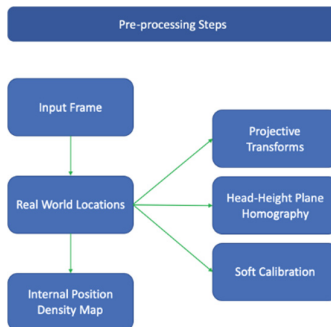 Pre-processing Steps
Input Frame
Projective
Transforms
Real World Locations
Head-Height Plane
Homography
Internal Position
Density Map
Soft Calibration